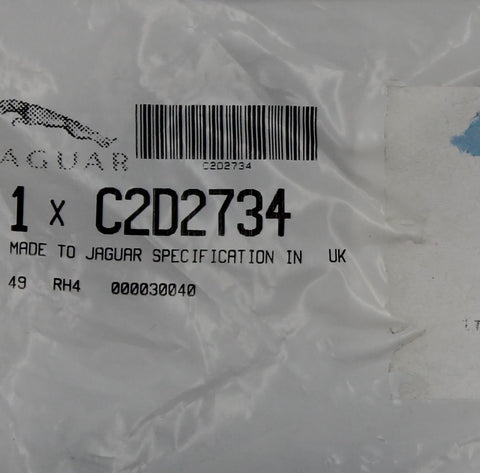 JAGUAR
C2D2734
1 x C2D2734
MADE TO JAGUAR SPECIFICATION IN UK
49 RH4 000030040